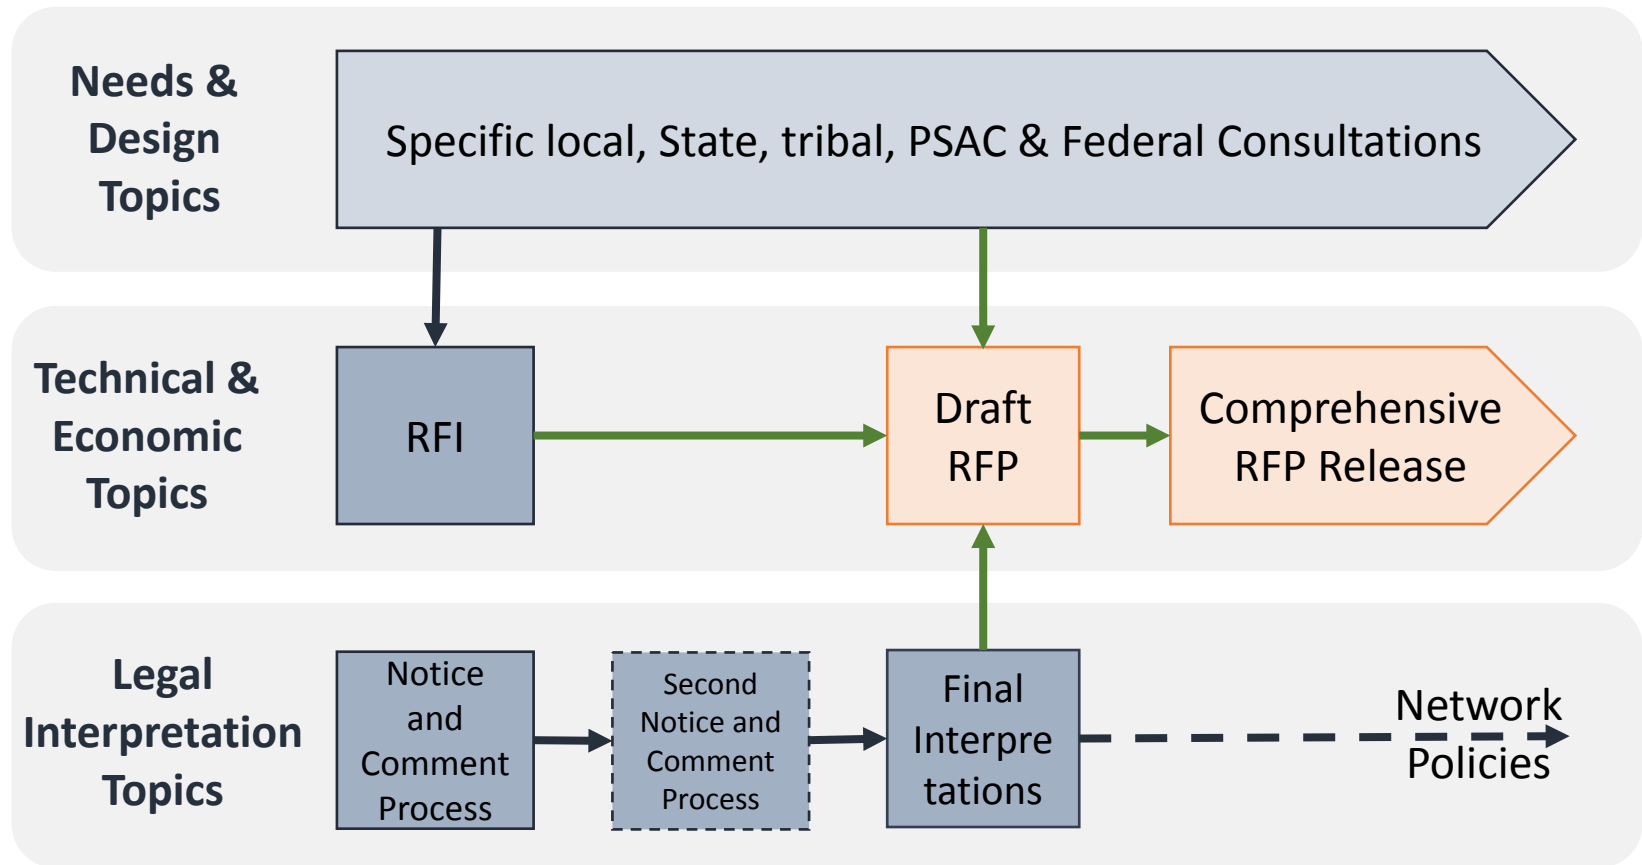 Needs &
Design
Topics
Specific local, State, tribal, PSAC & Federal Consultations
Technical &
Economic
Topics
RFI
Draft
RFP
Comprehensive
RFP Release
Legal
Interpretation
Topics
Notice
and
Comment
Process
Second
Notice and
Comment
Process
Final
Interpre
tations
Network
Policies